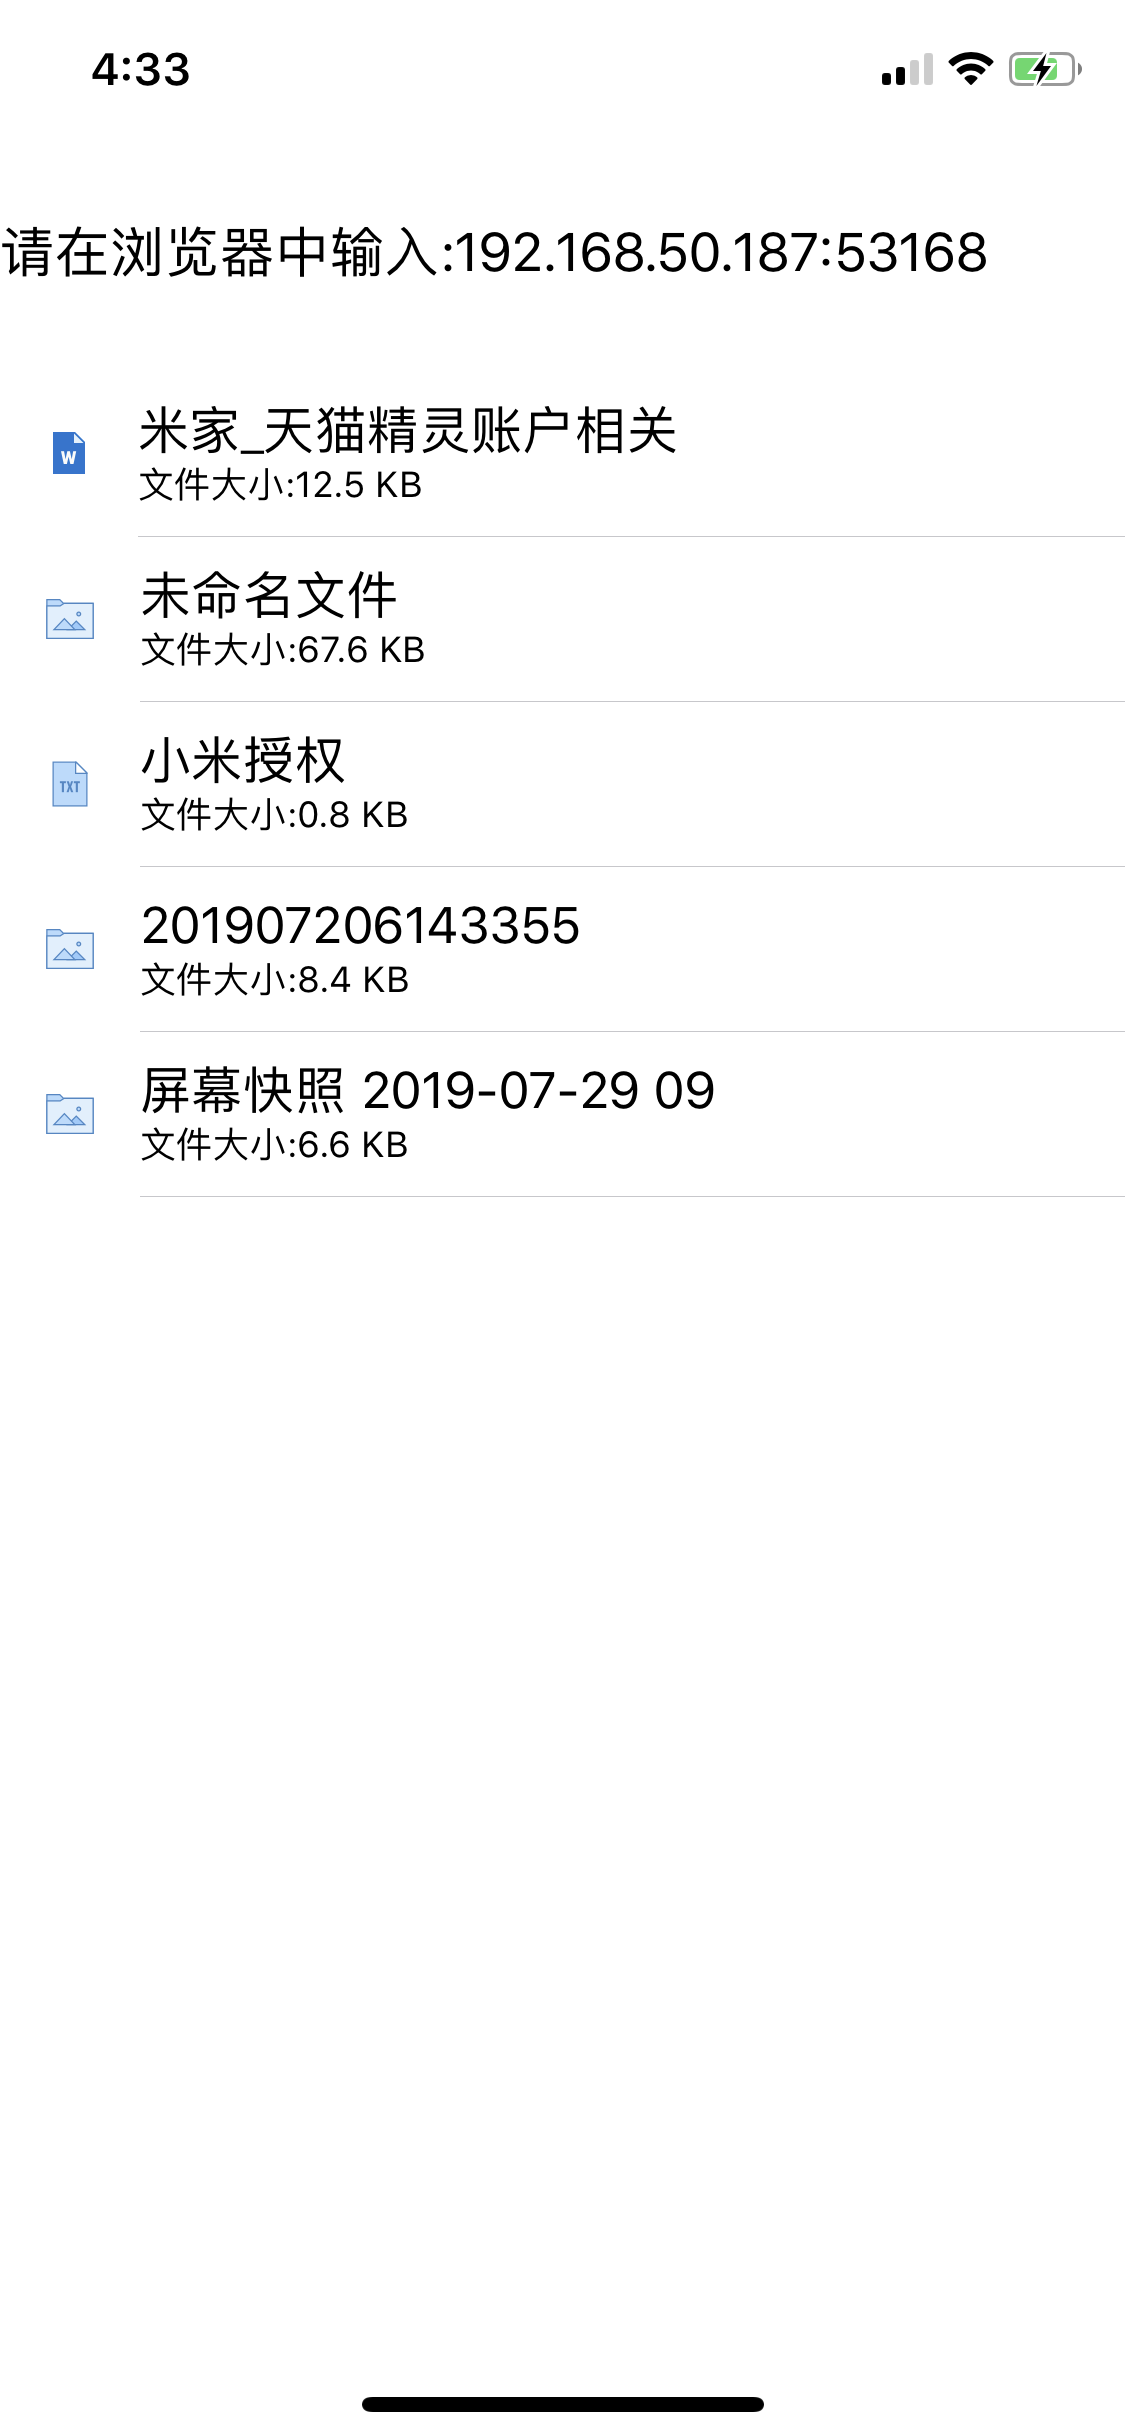 4:33
请在浏览器中输入:192.168.50.187:53168
米家_天猫精灵账户相关
W
文件大小:12.5 KB
未命名文件
文件大小:67.6 KB
小米授权
TXT
文件大小:0.8 KB
201907206143355
文件大小:8.4 KB
屏幕快照 2019-07-29 09
文件大小:6.6 KB